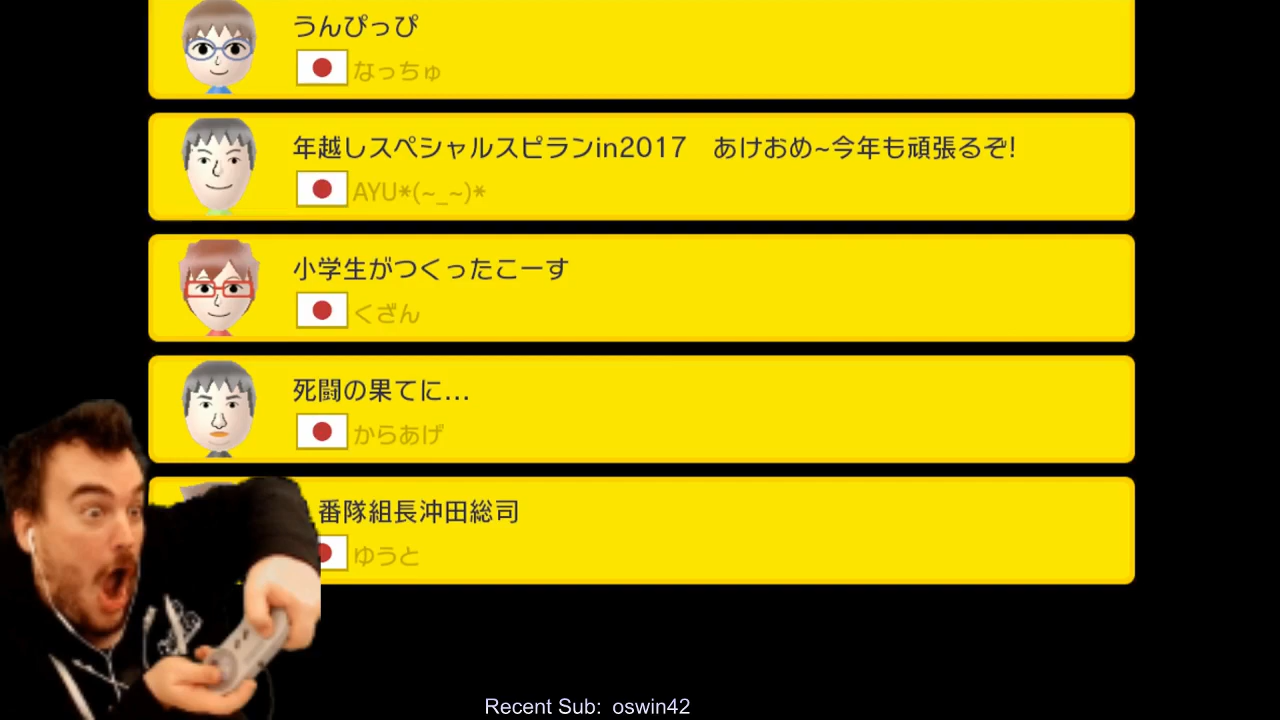 うんぴっぴ
なっちゅ
年越しスペシャルスピランin2017　あけおめ~今年も頑張るぞ!
AYU*(~_~)*
小学生がつくったこーす
くざん
死闘の果てに...
からあげ
番隊組長沖田総司
ゆうと
Recent Sub: oswin42